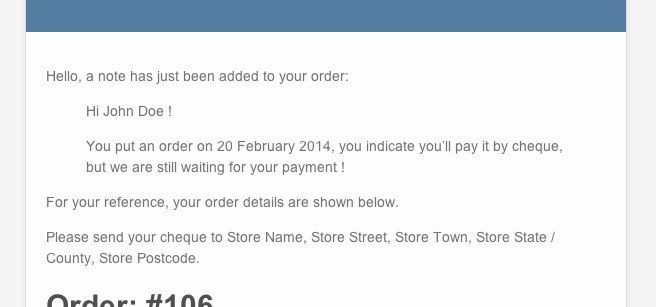 Hello, a note has just been added to your order:
Hi John Doe !
You put an order on 20 February 2014, you indicate you’ll pay it by cheque,
but we are still waiting for your payment !
For your reference, your order details are shown below.
Please send your cheque to Store Name, Store Street, Store Town, Store State /
County, Store Postcode.
Order: #106